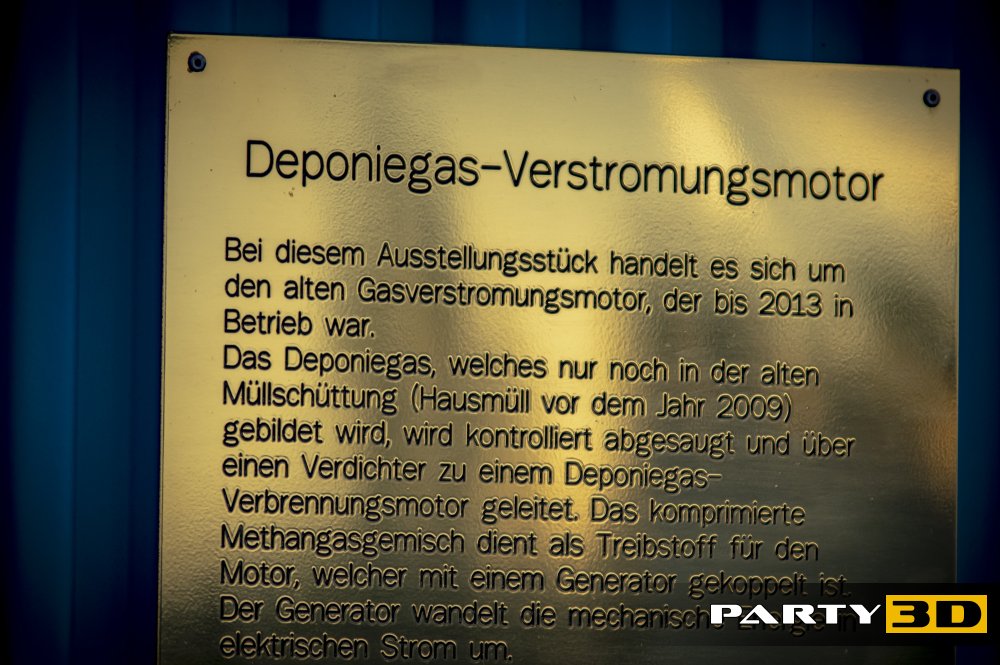 Deponiegas-Verstromungsmotor
Bei diesem Ausstellungsstück handelt es sich um
den alten Gasverstromungsmotor, der bis 2013 in
Betrieb war.
Das Deponiegas, welches nur noch in der alten
Müllschüttung (Hausmüll vor dem Jahr 2009)
gebildet wird, wird kontrolliert abgesaugt und über
einen Verdichter zu einem Deponiegas-
Verbrennungsmotor geleitet. Das komprimierte
Methangasgemisch dient als Treibstoff für den
Motor, welcher mit einem Generator gekoppelt ist.
Der Generator wandelt die mechanische Energie in
elektrischen Strom um.
PARTY 3D